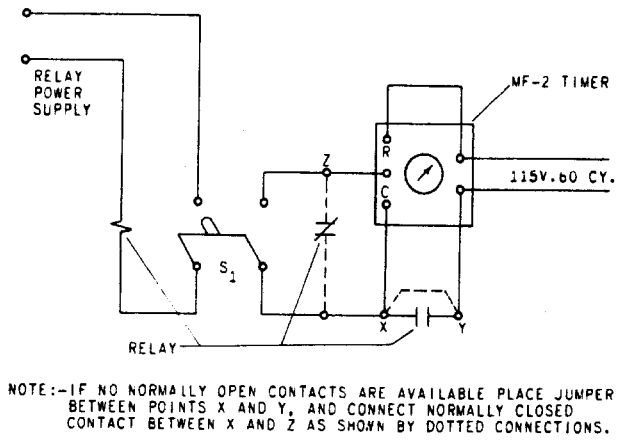 RELAY
POWER
SUPPLY
MF-2 TIMER
R
Z
C
115V.60 CY.
S1
X
Y
RELAY
NOTE:-IF NO NORMALLY OPEN CONTACTS ARE AVAILABLE PLACE JUMPER
BETWEEN POINTS X AND Y, AND CONNECT NORMALLY CLOSED
CONTACT BETWEEN X AND Z AS SHOWN BY DOTTED CONNECTIONS.